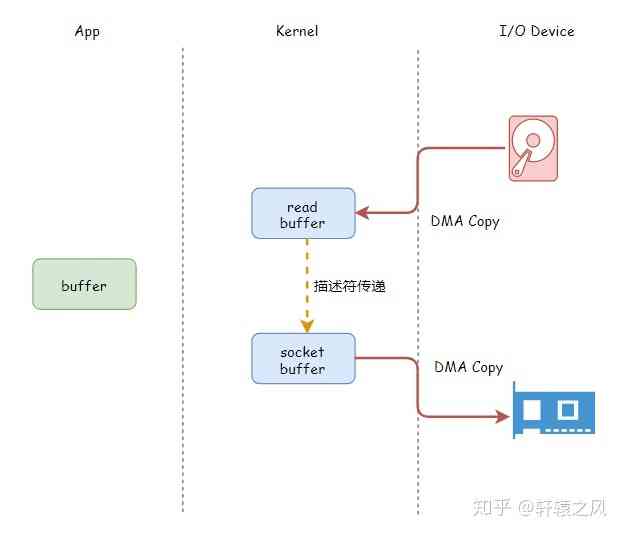 App
Kernel
I/O Device
read
buffer
DMA Copy
buffer
描述符传递
socket
buffer
DMA Copy
知乎 @轩辕之风